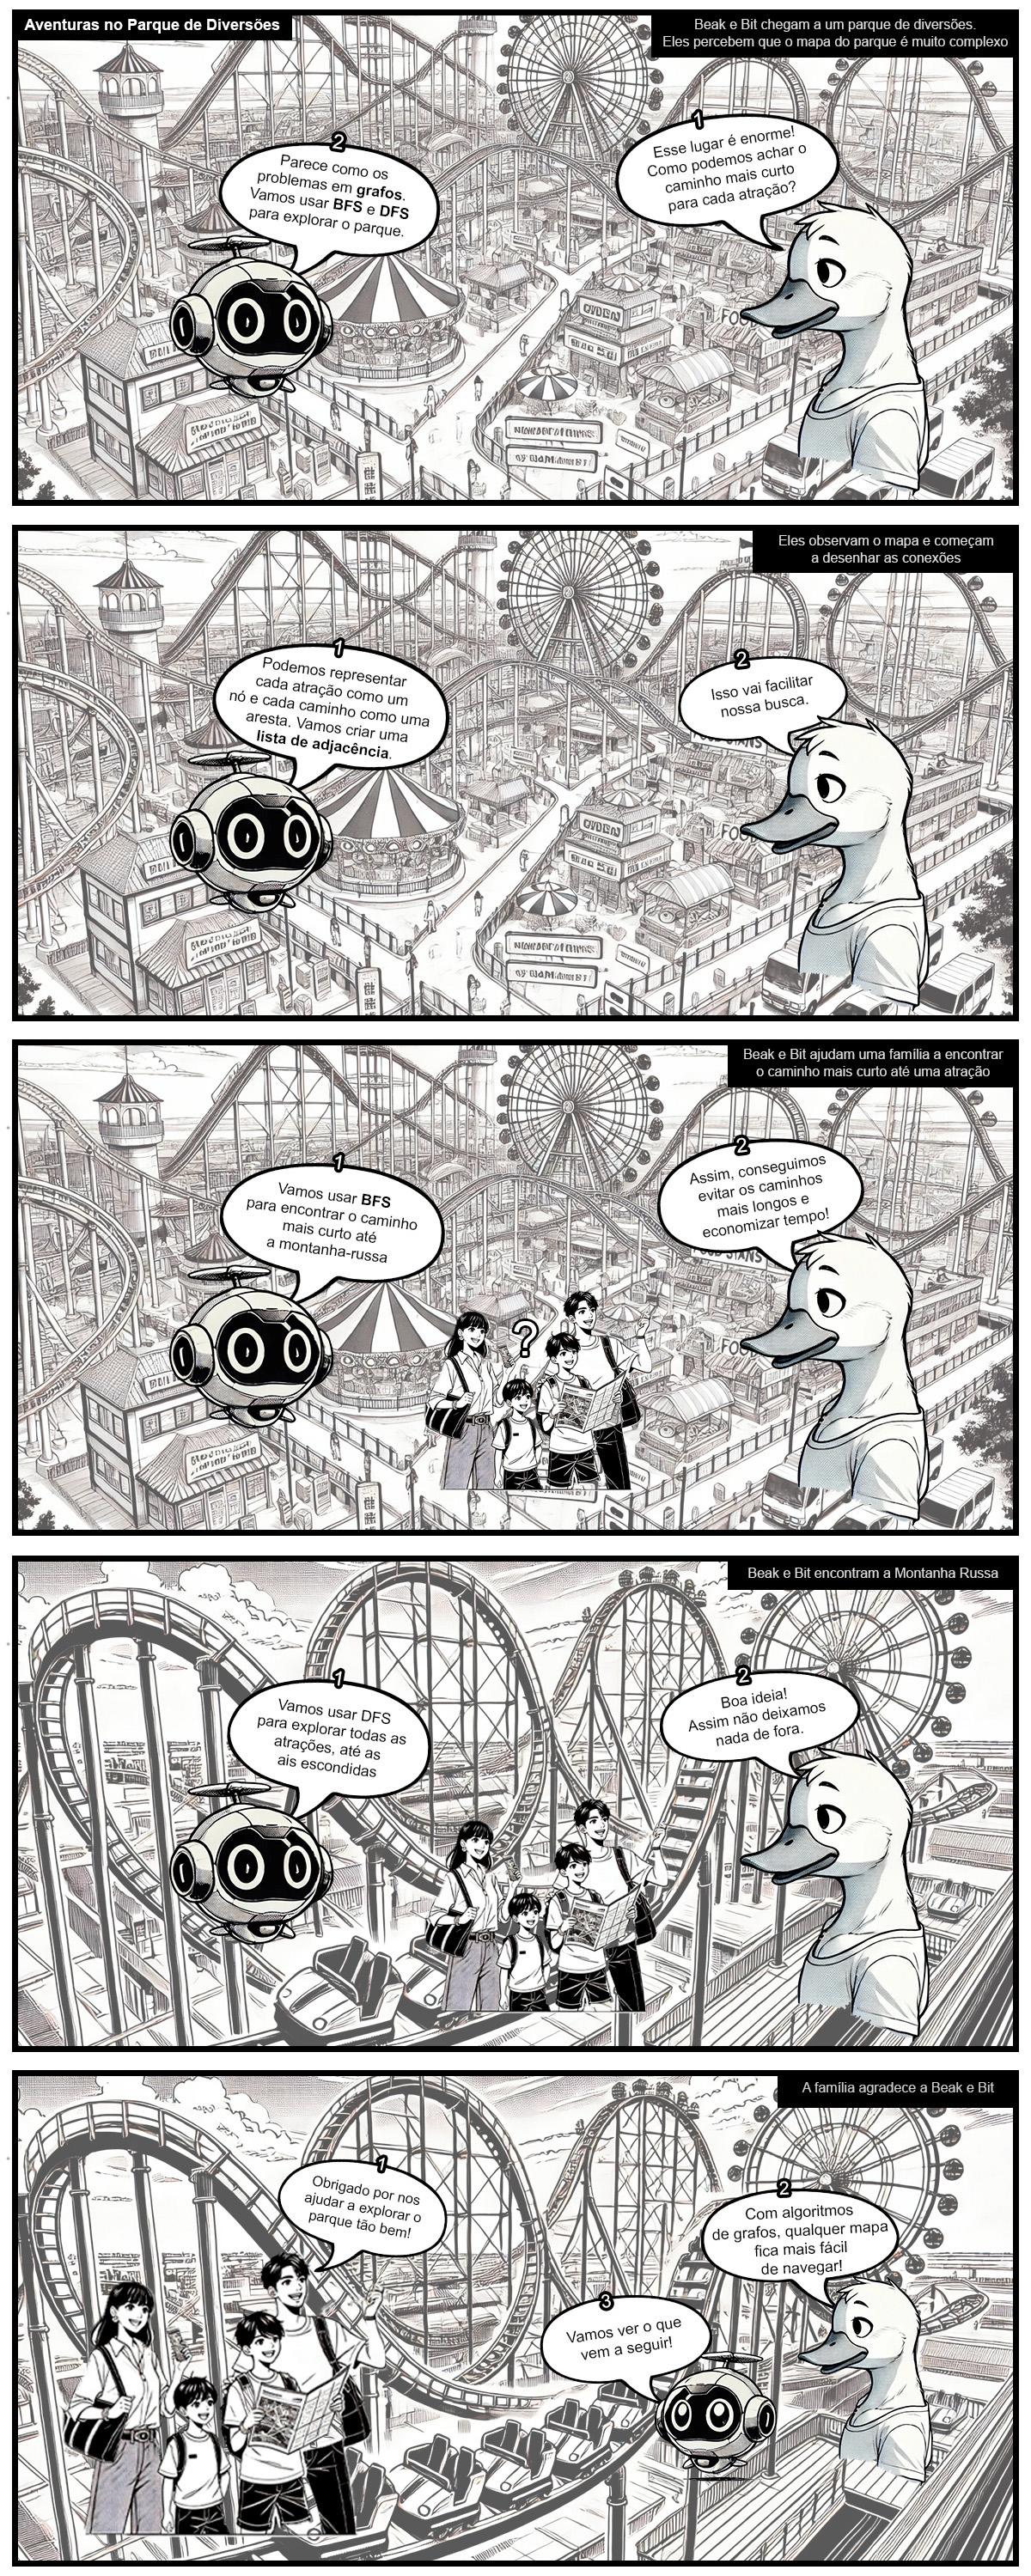 Aventuras no Parque de Diversões
Beak e Bit chegam a um parque de diversões.
Eles percebem que o mapa do parque é muito complexo
1
Esse lugar é enorme!
Como podemos achar o
caminho mais curto
para cada atração?
2
Parece como os
problemas em grafos.
Vamos usar BFS e DFS
para explorar o parque.
FOO
Eles observam o mapa e começam
a desenhar as conexões
1
Podemos representar
cada atração como um
nó e cada caminho como uma
aresta. Vamos criar uma
lista de adjacência.
2
Isso vai facilitar
nossa busca.
FOO
Beak e Bit ajudam uma família a encontrar
o caminho mais curto até uma atração
1
Vamos usar BFS
para encontrar o caminho
mais curto até
a montanha-russa
2
Assim, conseguimos
evitar os caminhos
mais longos e
economizar tempo!
?
FOO
Beak e Bit encontram a Montanha Russa
1
Vamos usar DFS
para explorar todas as
atrações, até as
ais escondidas
2
Boa ideia!
Assim não deixamos
nada de fora.
A família agradece a Beak e Bit
1
Obrigado por nos
ajudar a explorar o
parque tão bem!
2
Com algoritmos
de grafos, qualquer mapa
fica mais fácil
de navegar!
3
Vamos ver o que
vem a seguir!